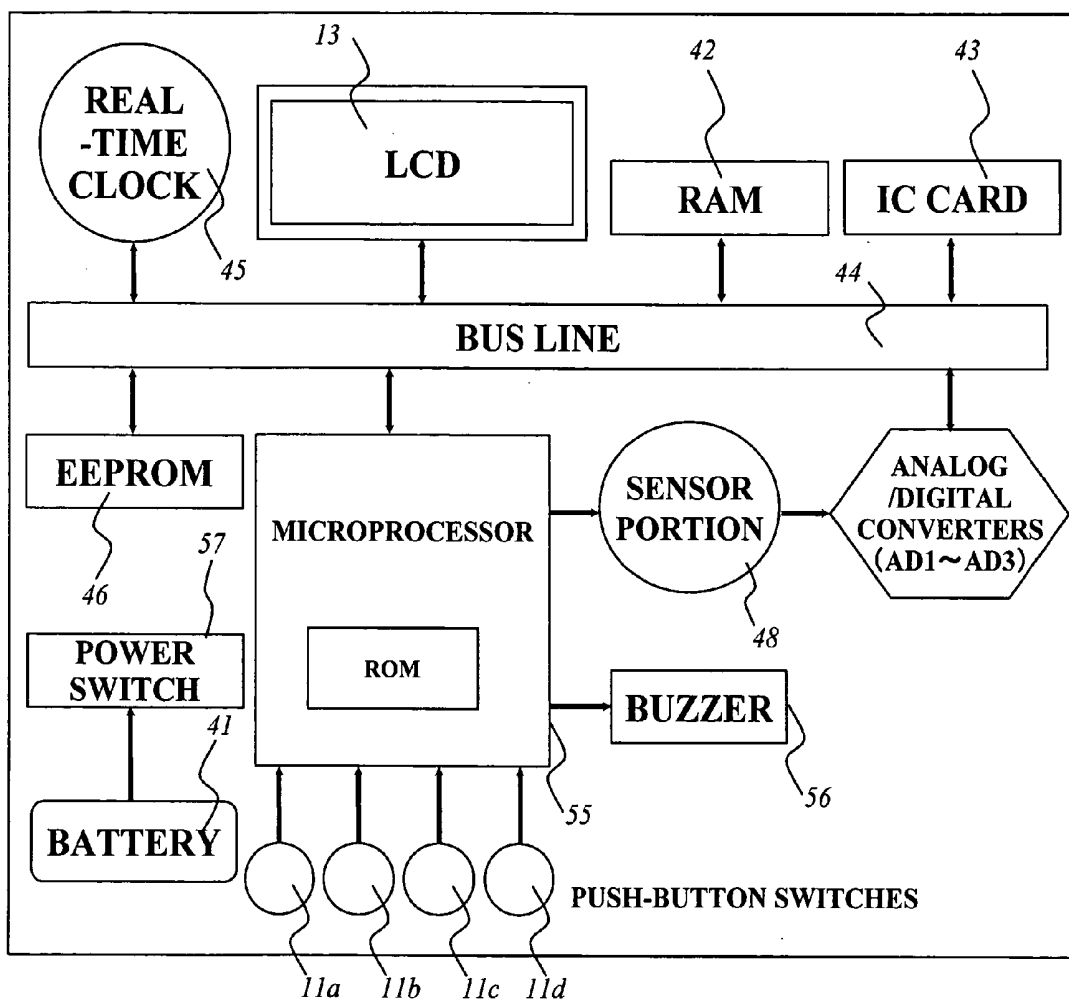 13
42
43
REAL
-TIME
CLOCK
LCD
RAM
IC CARD
45
44
BUS LINE
EEPROM
MICROPROCESSOR
SENSOR
PORTION
ANALOG
/DIGITAL
CONVERTERS
(AD1～AD3)
46
57
48
POWER
SWITCH
ROM
BUZZER
41
55
56
BATTERY
PUSH-BUTTON SWITCHES
11a
11b
11c
11d